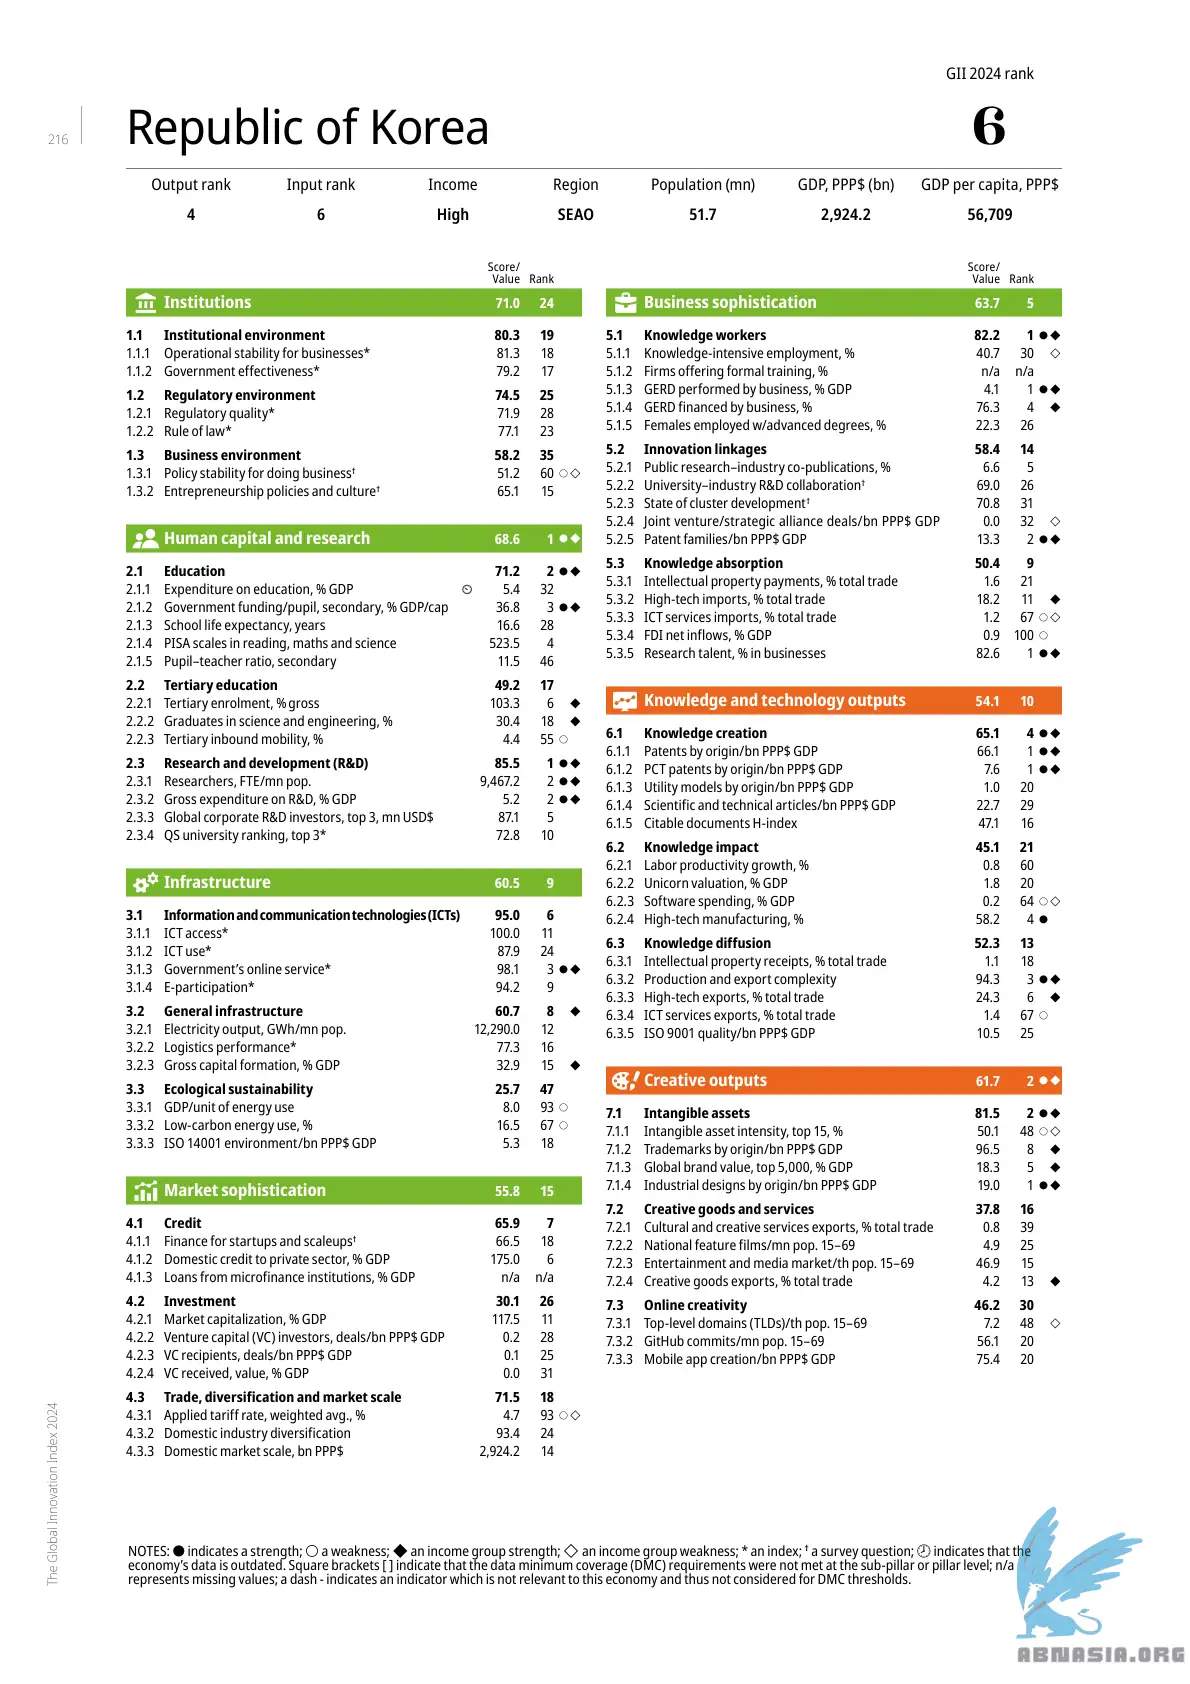 GII 2024 rank
216
Republic of Korea
6
Output rank Input rank Income Region Population (mn) GDP, PPP$ (bn) GDP per capita, PPP$
4 6 High SEAO 51.7 2,924.2 56,709
Score/
Value Rank
Institutions 71.0 24
1.1 Institutional environment 80.3 19
1.1.1 Operational stability for businesses* 81.3 18
1.1.2 Government effectiveness* 79.2 17
1.2 Regulatory environment 74.5 25
1.2.1 Regulatory quality* 71.9 28
1.2.2 Rule of law* 77.1 23
1.3 Business environment 58.2 35
1.3.1 Policy stability for doing business† 51.2 60 ○◇
1.3.2 Entrepreneurship policies and culture† 65.1 15
Human capital and research 68.6 1 ●◆
2.1 Education 71.2 2 ●◆
2.1.1 Expenditure on education, % GDP 5.4 32
2.1.2 Government funding/pupil, secondary, % GDP/cap 36.8 3 ●◆
2.1.3 School life expectancy, years 16.6 28
2.1.4 PISA scales in reading, maths and science 523.5 4
2.1.5 Pupil–teacher ratio, secondary 11.5 46
2.2 Tertiary education 49.2 17
2.2.1 Tertiary enrolment, % gross 103.3 6 ◆
2.2.2 Graduates in science and engineering, % 30.4 18 ◆
2.2.3 Tertiary inbound mobility, % 4.4 55 ○
2.3 Research and development (R&D) 85.5 1 ●◆
2.3.1 Researchers, FTE/mn pop. 9,467.2 2 ●◆
2.3.2 Gross expenditure on R&D, % GDP 5.2 2 ●◆
2.3.3 Global corporate R&D investors, top 3, mn USD$ 87.1 5
2.3.4 QS university ranking, top 3* 72.8 10
Infrastructure 60.5 9
3.1 Information and communication technologies (ICTs) 95.0 6
3.1.1 ICT access* 100.0 11
3.1.2 ICT use* 87.9 24
3.1.3 Government's online service* 98.1 3 ●◆
3.1.4 E-participation* 94.2 9
3.2 General infrastructure 60.7 8 ◆
3.2.1 Electricity output, GWh/mn pop. 12,290.0 12
3.2.2 Logistics performance* 77.3 16
3.2.3 Gross capital formation, % GDP 32.9 15 ◆
3.3 Ecological sustainability 25.7 47
3.3.1 GDP/unit of energy use 8.0 93 ○
3.3.2 Low-carbon energy use, % 16.5 67 ○
3.3.3 ISO 14001 environment/bn PPP$ GDP 5.3 18
Market sophistication 55.8 15
4.1 Credit 65.9 7
4.1.1 Finance for startups and scaleups† 66.5 18
4.1.2 Domestic credit to private sector, % GDP 175.0 6
4.1.3 Loans from microfinance institutions, % GDP n/a n/a
4.2 Investment 30.1 26
4.2.1 Market capitalization, % GDP 117.5 11
4.2.2 Venture capital (VC) investors, deals/bn PPP$ GDP 0.2 28
4.2.3 VC recipients, deals/bn PPP$ GDP 0.1 25
4.2.4 VC received, value, % GDP 0.0 31
4.3 Trade, diversification and market scale 71.5 18
4.3.1 Applied tariff rate, weighted avg., % 4.7 93 ○◇
4.3.2 Domestic industry diversification 93.4 24
4.3.3 Domestic market scale, bn PPP$ 2,924.2 14
Score/
Value Rank
Business sophistication 63.7 5
5.1 Knowledge workers 82.2 1 ●◆
5.1.1 Knowledge-intensive employment, % 40.7 30 ◇
5.1.2 Firms offering formal training, % n/a n/a
5.1.3 GERD performed by business, % GDP 4.1 1 ●◆
5.1.4 GERD financed by business, % 76.3 4 ◆
5.1.5 Females employed w/advanced degrees, % 22.3 26
5.2 Innovation linkages 58.4 14
5.2.1 Public research–industry co-publications, % 6.6 5
5.2.2 University–industry R&D collaboration† 69.0 26
5.2.3 State of cluster development† 70.8 31
5.2.4 Joint venture/strategic alliance deals/bn PPP$ GDP 0.0 32 ◇
5.2.5 Patent families/bn PPP$ GDP 13.3 2 ●◆
5.3 Knowledge absorption 50.4 9
5.3.1 Intellectual property payments, % total trade 1.6 21
5.3.2 High-tech imports, % total trade 18.2 11 ◆
5.3.3 ICT services imports, % total trade 1.2 67 ○◇
5.3.4 FDI net inflows, % GDP 0.9 100 ○
5.3.5 Research talent, % in businesses 82.6 1 ●◆
Knowledge and technology outputs 54.1 10
6.1 Knowledge creation 65.1 4 ●◆
6.1.1 Patents by origin/bn PPP$ GDP 66.1 1 ●◆
6.1.2 PCT patents by origin/bn PPP$ GDP 7.6 1 ●◆
6.1.3 Utility models by origin/bn PPP$ GDP 1.0 20
6.1.4 Scientific and technical articles/bn PPP$ GDP 22.7 29
6.1.5 Citable documents H-index 47.1 16
6.2 Knowledge impact 45.1 21
6.2.1 Labor productivity growth, % 0.8 60
6.2.2 Unicorn valuation, % GDP 1.8 20
6.2.3 Software spending, % GDP 0.2 64 ○◇
6.2.4 High-tech manufacturing, % 58.2 4 ●
6.3 Knowledge diffusion 52.3 13
6.3.1 Intellectual property receipts, % total trade 1.1 18
6.3.2 Production and export complexity 94.3 3 ●◆
6.3.3 High-tech exports, % total trade 24.3 6 ◆
6.3.4 ICT services exports, % total trade 1.4 67 ○
6.3.5 ISO 9001 quality/bn PPP$ GDP 10.5 25
Creative outputs 61.7 2 ●◆
7.1 Intangible assets 81.5 2 ●◆
7.1.1 Intangible asset intensity, top 15, % 50.1 48 ○◇
7.1.2 Trademarks by origin/bn PPP$ GDP 96.5 8 ◆
7.1.3 Global brand value, top 5,000, % GDP 18.3 5 ◆
7.1.4 Industrial designs by origin/bn PPP$ GDP 19.0 1 ●◆
7.2 Creative goods and services 37.8 16
7.2.1 Cultural and creative services exports, % total trade 0.8 39
7.2.2 National feature films/mn pop. 15–69 4.9 25
7.2.3 Entertainment and media market/th pop. 15–69 46.9 15
7.2.4 Creative goods exports, % total trade 4.2 13 ◆
7.3 Online creativity 46.2 30
7.3.1 Top-level domains (TLDs)/th pop. 15–69 7.2 48 ◇
7.3.2 GitHub commits/mn pop. 15–69 56.1 20
7.3.3 Mobile app creation/bn PPP$ GDP 75.4 20
The Global Innovation Index 2024
NOTES: ● indicates a strength; ○ a weakness; ◆ an income group strength; ◇ an income group weakness; * an index; † a survey question; 🕘 indicates that the
economy's data is outdated. Square brackets [ ] indicate that the data minimum coverage (DMC) requirements were not met at the sub-pillar or pillar level; n/a
represents missing values; a dash - indicates an indicator which is not relevant to this economy and thus not considered for DMC thresholds.
ABNASIA.ORG